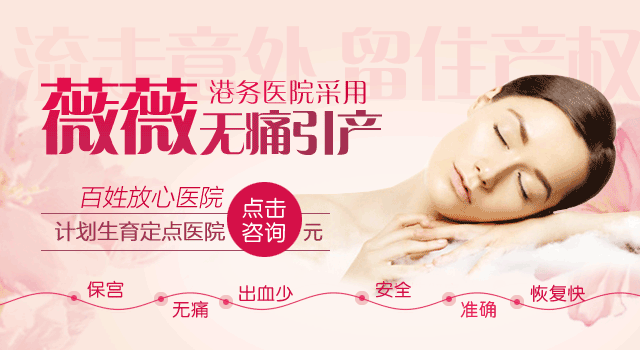 流走意外 留住产权
薇薇
港务医院采用
无痛引产
百姓放心医院
计划生育定点医院
点击
咨询
元
保宫
无痛
出血少
安全
准确
恢复快